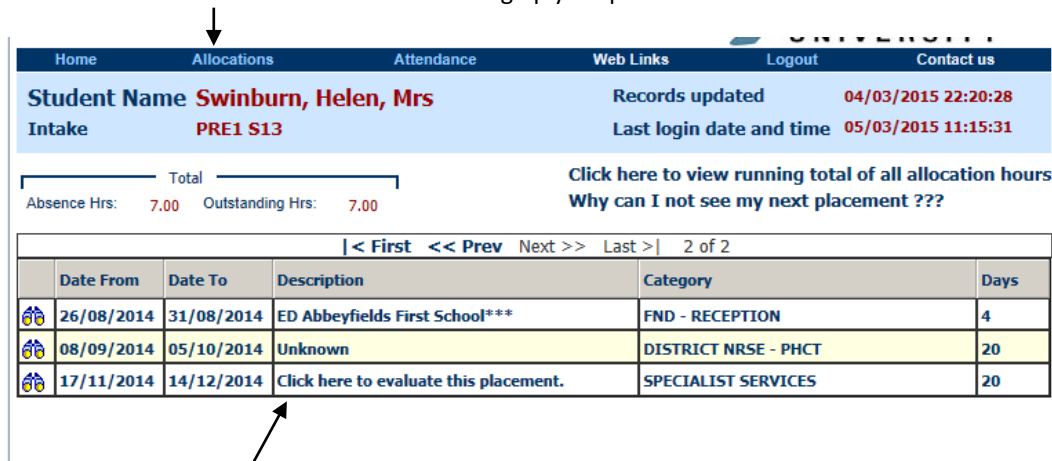 UNIVERSITY
Home Allocations Attendance Web Links Logout Contact us
Student Name Swinburn, Helen, Mrs Records updated 04/03/2015 22:20:28
Intake PRE1 S13 Last login date and time 05/03/2015 11:15:31
Total
Absence Hrs: 7.00 Outstanding Hrs: 7.00
Click here to view running total of all allocation hours
Why can I not see my next placement ???
|< First << Prev Next >> Last >| 2 of 2
Date From Date To Description Category Days
26/08/2014 31/08/2014 ED Abbeyfields First School*** FND - RECEPTION 4
08/09/2014 05/10/2014 Unknown DISTRICT NRSE - PHCT 20
17/11/2014 14/12/2014 Click here to evaluate this placement. SPECIALIST SERVICES 20